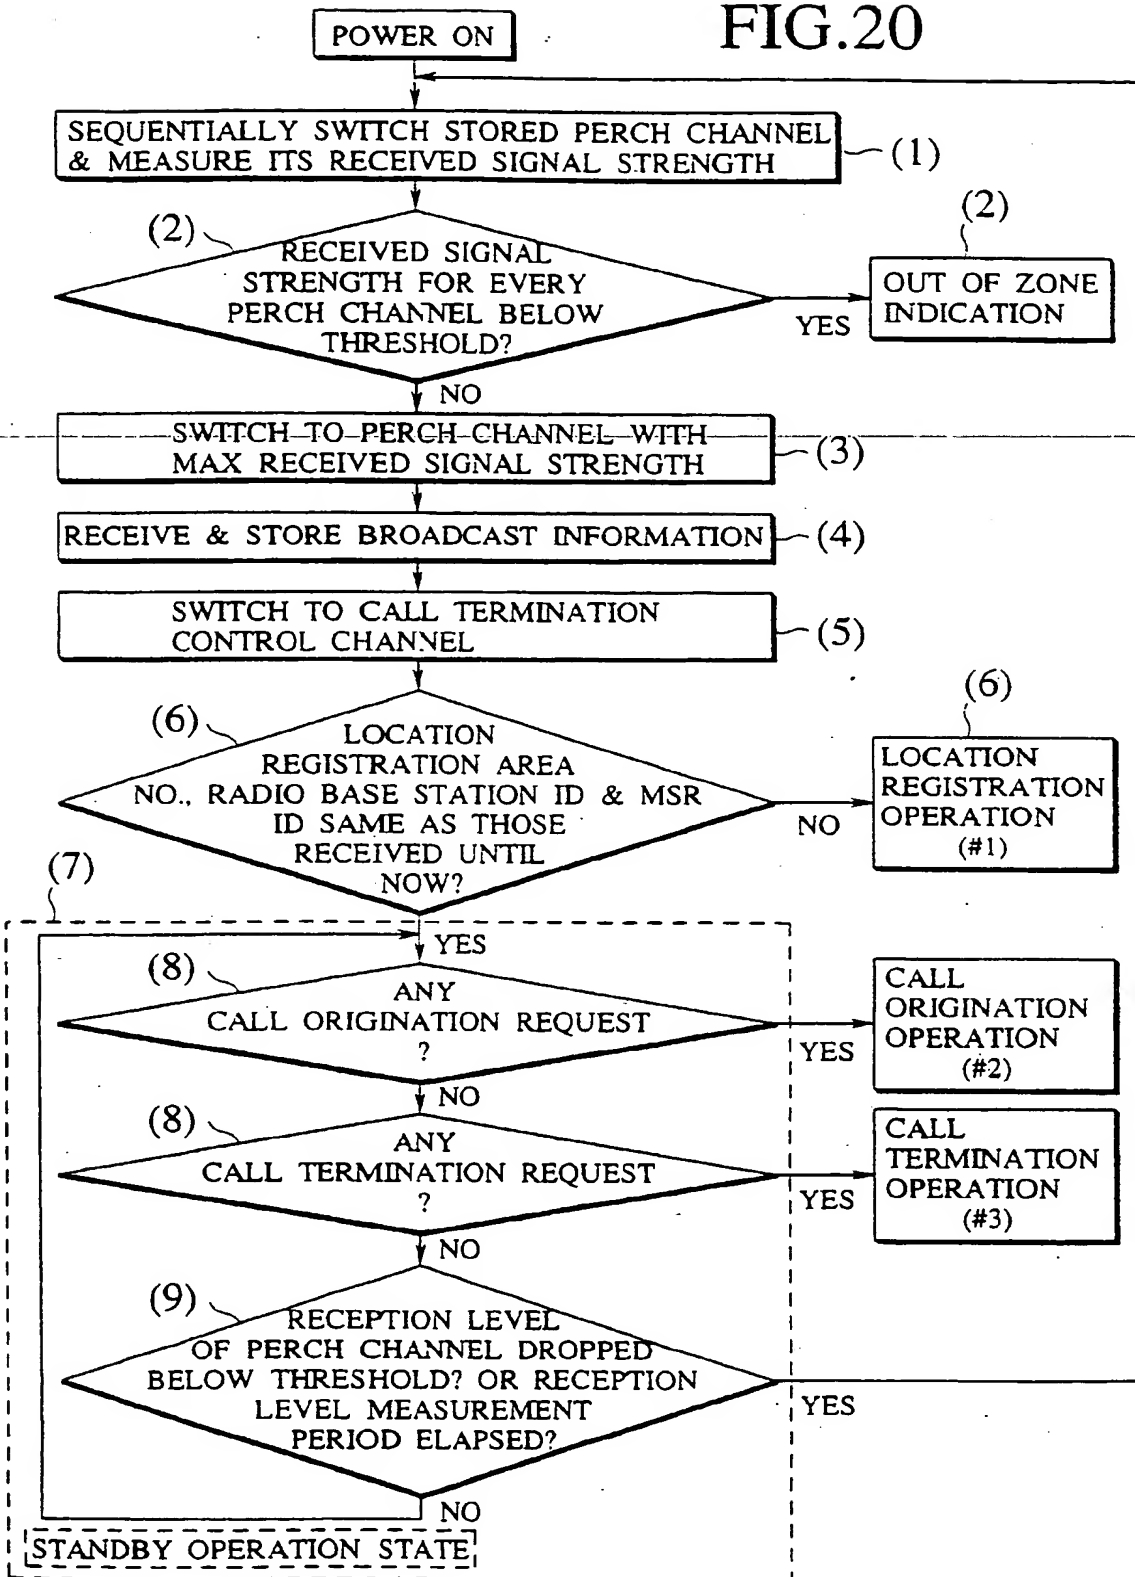 FIG.20
POWER ON
SEQUENTIALLY SWITCH STORED PERCH CHANNEL
& MEASURE ITS RECEIVED SIGNAL STRENGTH
(1)
(2)
RECEIVED SIGNAL
STRENGTH FOR EVERY
PERCH CHANNEL BELOW
THRESHOLD?
YES
(2)
OUT OF ZONE
INDICATION
NO
SWITCH TO PERCH CHANNEL WITH
MAX RECEIVED SIGNAL STRENGTH
(3)
RECEIVE & STORE BROADCAST INFORMATION
(4)
SWITCH TO CALL TERMINATION
CONTROL CHANNEL
(5)
(6)
LOCATION
REGISTRATION AREA
NO., RADIO BASE STATION ID & MSR
ID SAME AS THOSE
RECEIVED UNTIL
NOW?
NO
(6)
LOCATION
REGISTRATION
OPERATION
(#1)
(7)
YES
(8)
ANY
CALL ORIGINATION REQUEST
?
YES
CALL
ORIGINATION
OPERATION
(#2)
NO
(8)
ANY
CALL TERMINATION REQUEST
?
YES
CALL
TERMINATION
OPERATION
(#3)
NO
(9)
RECEPTION LEVEL
OF PERCH CHANNEL DROPPED
BELOW THRESHOLD? OR RECEPTION
LEVEL MEASUREMENT
PERIOD ELAPSED?
YES
NO
STANDBY OPERATION STATE